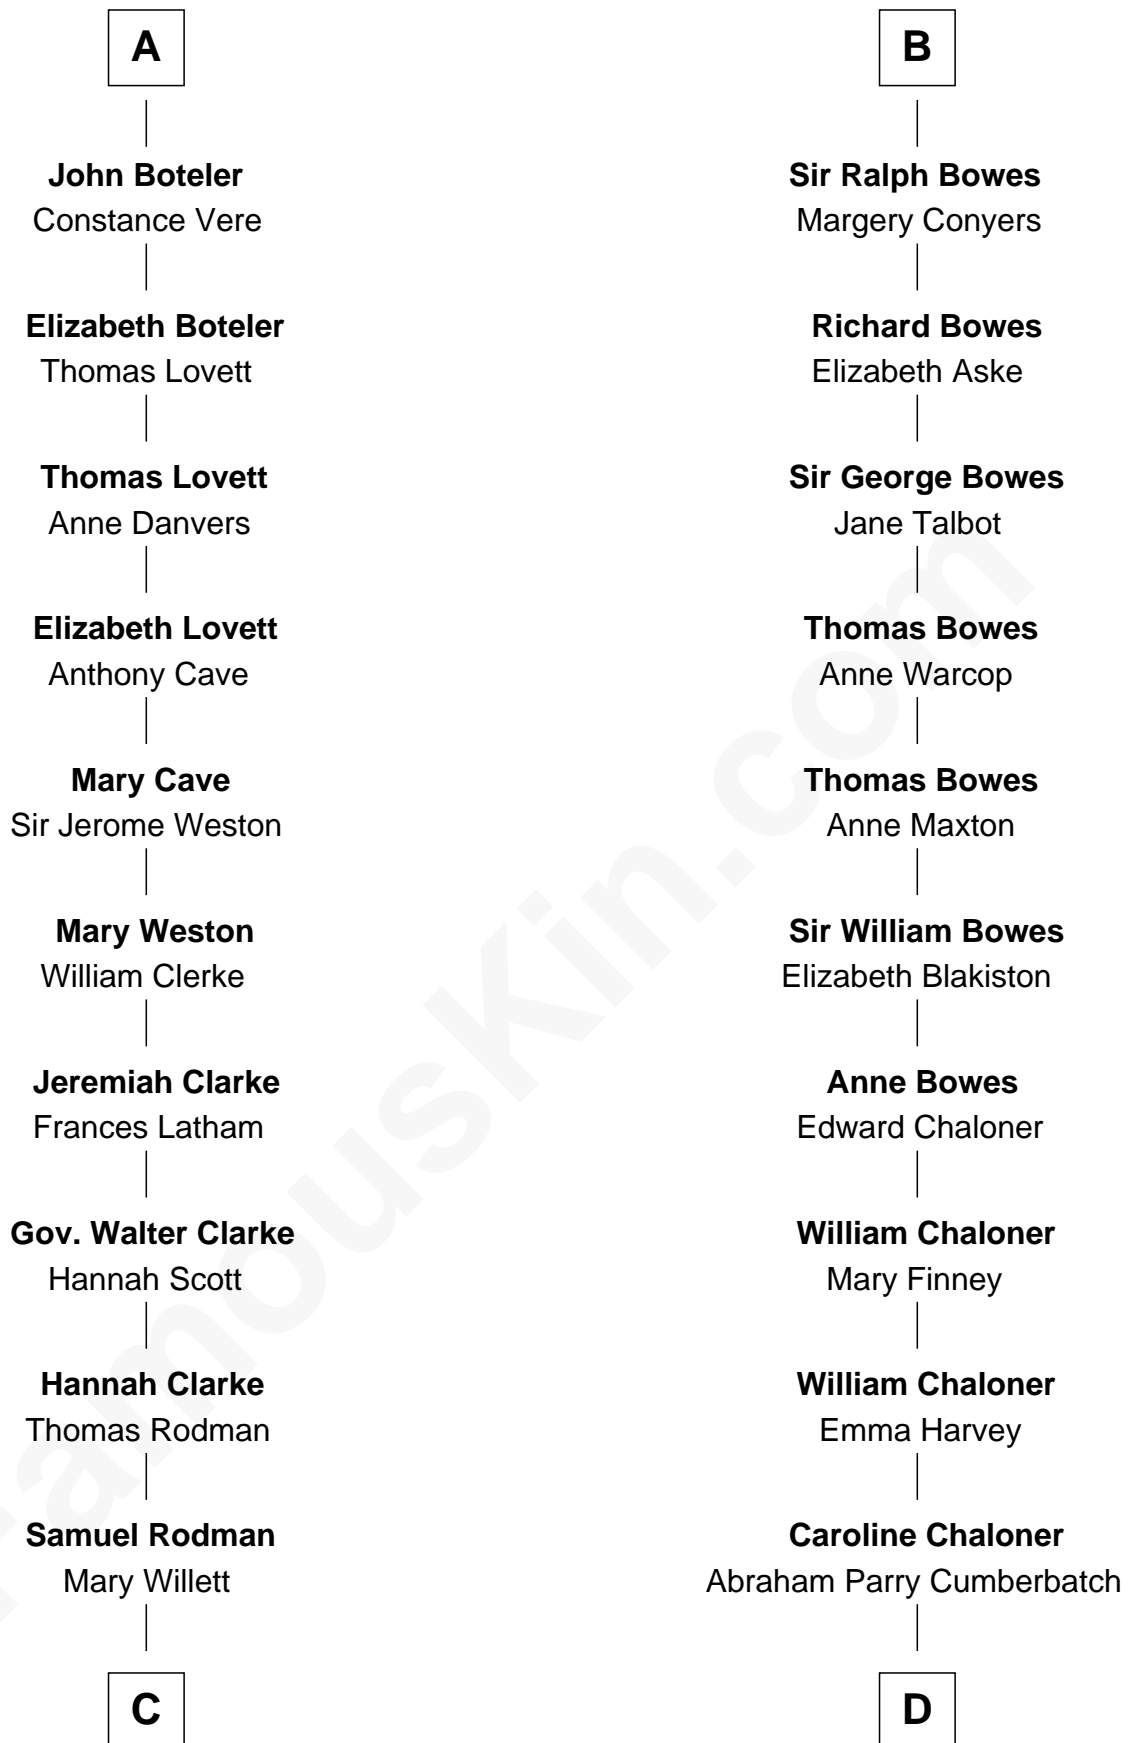 A
John Boteler
Constance Vere
Elizabeth Boteler
Thomas Lovett
Thomas Lovett
Anne Danvers
Elizabeth Lovett
Anthony Cave
Mary Cave
Sir Jerome Weston
Mary Weston
William Clerke
Jeremiah Clarke
Frances Latham
Gov. Walter Clarke
Hannah Scott
Hannah Clarke
Thomas Rodman
Samuel Rodman
Mary Willett
C
B
Sir Ralph Bowes
Margery Conyers
Richard Bowes
Elizabeth Aske
Sir George Bowes
Jane Talbot
Thomas Bowes
Anne Warcop
Thomas Bowes
Anne Maxton
Sir William Bowes
Elizabeth Blakiston
Anne Bowes
Edward Chaloner
William Chaloner
Mary Finney
William Chaloner
Emma Harvey
Caroline Chaloner
Abraham Parry Cumberbatch
D
FamousKin.com